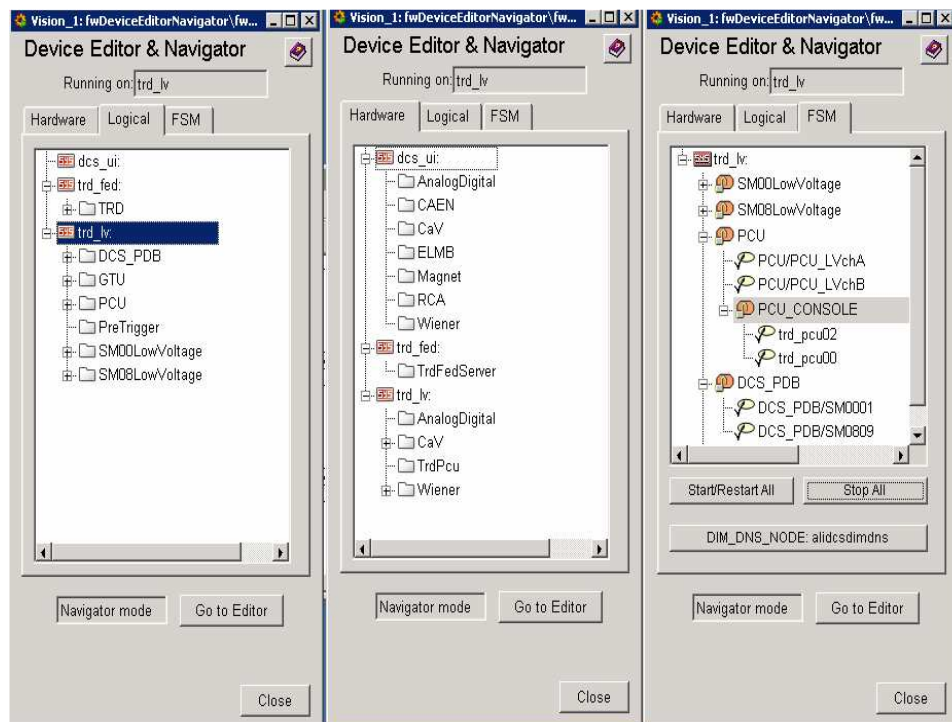 Vision_1: fwDeviceEditorNavigator\fw...
Device Editor & Navigator
Running on: trd_lv
Hardware Logical FSM
dcs_ui:
trd_fed:
TRD
trd_lv:
DCS_PDB
GTU
PCU
PreTrigger
SM00LowVoltage
SM08LowVoltage
Navigator mode Go to Editor
Close
Vision_1: fwDeviceEditorNavigator\fw...
Device Editor & Navigator
Running on: trd_lv
Hardware Logical FSM
dcs_ui:
AnalogDigital
CAEN
CaV
ELMB
Magnet
RCA
Wiener
trd_fed:
TrdFedServer
trd_lv:
AnalogDigital
CaV
TrdPcu
Wiener
Navigator mode Go to Editor
Close
Vision_1: fwDeviceEditorNavigator\fw...
Device Editor & Navigator
Running on: trd_lv
Hardware Logical FSM
trd_lv:
SM00LowVoltage
SM08LowVoltage
PCU
PCU/PCU_LVchA
PCU/PCU_LVchB
PCU_CONSOLE
trd_pcu02
trd_pcu00
DCS_PDB
DCS_PDB/SM0001
DCS_PDB/SM0809
Start/Restart All Stop All
DIM_DNS_NODE: alidcsdimdns
Navigator mode Go to Editor
Close